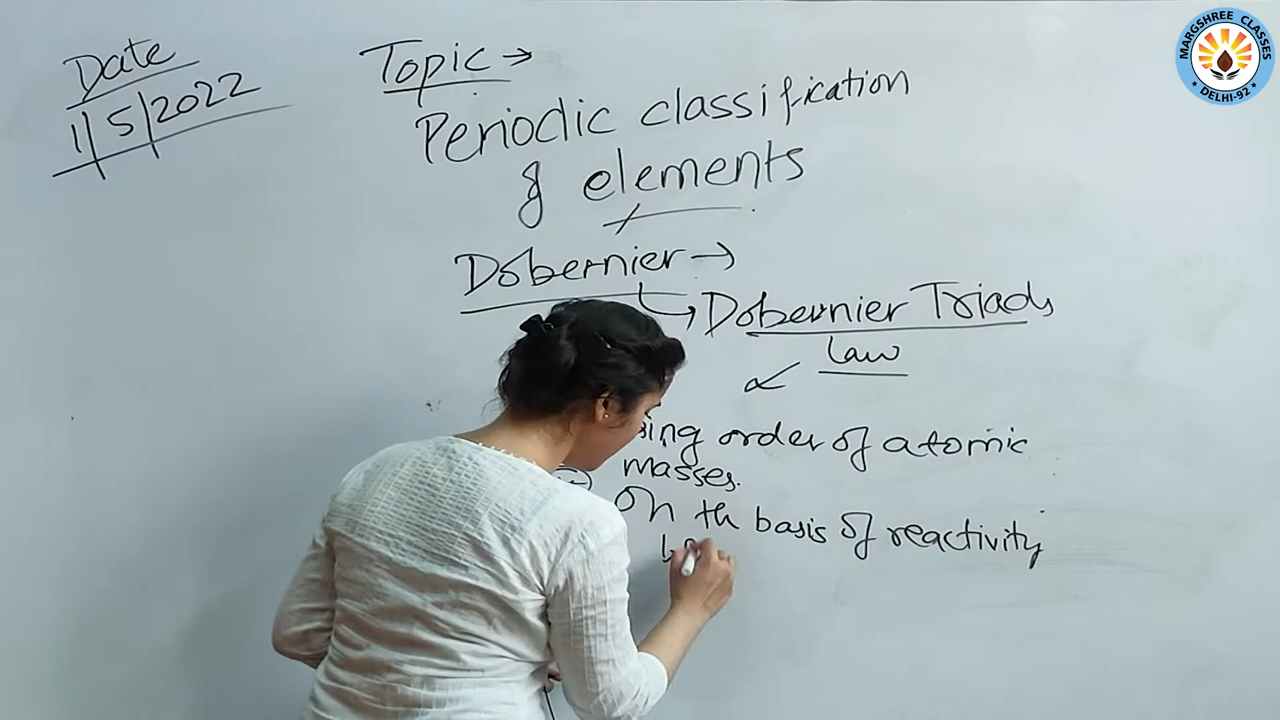 Date
1/5/2022
Topic →
Periodic classification
of elements
Dobernier →
Dobernier Triads
law
order of atomic
masses.
On th basis of reactivity
MARGSHREE CLASSES
DELHI-92